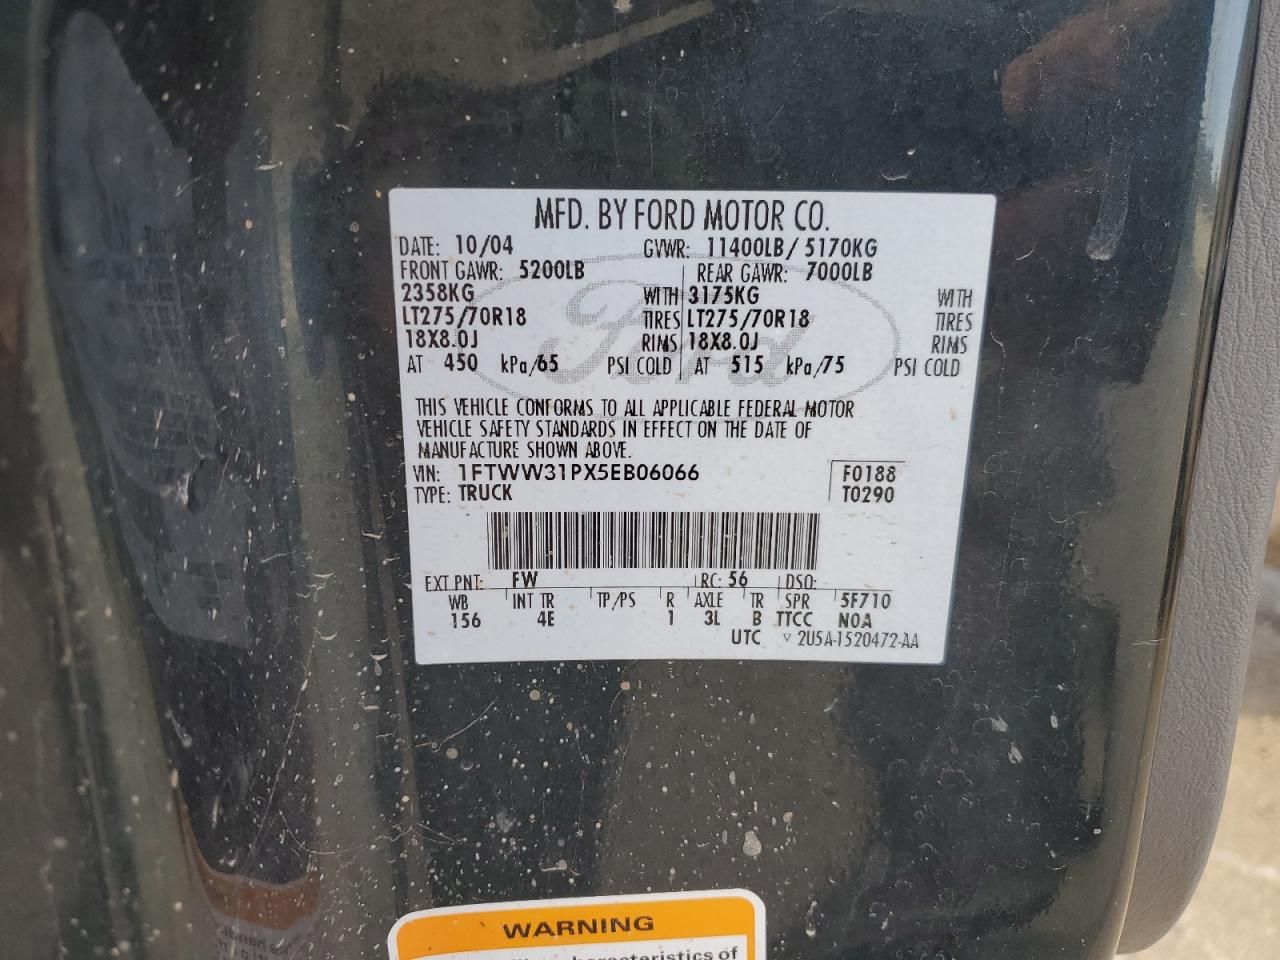 MFD. BY FORD MOTOR CO.
DATE: 10/04 GVWR: 11400LB/ 5170KG
FRONT GAWR: 5200LB REAR GAWR: 7000LB
2358KG WITH 3175KG WITH
LT275/70R18 TIRES LT275/70R18 TIRES
18X8.0J RIMS 18X8.0J RIMS
AT 450 kPa/65 PSI COLD AT 515 kPa/75 PSI COLD
Ford
THIS VEHICLE CONFORMS TO ALL APPLICABLE FEDERAL MOTOR
VEHICLE SAFETY STANDARDS IN EFFECT ON THE DATE OF
MANUFACTURE SHOWN ABOVE.
VIN: 1FTWW31PX5EB06066 F0188
TYPE: TRUCK T0290
EXT PNT: FW RC: 56 DSO:
WB INT TR TP/PS R AXLE TR SPR 5F710
156 4E 1 3L B TTCC NOA
UTC ▽ 2U5A-1520472-AA
WARNING
characteristics of